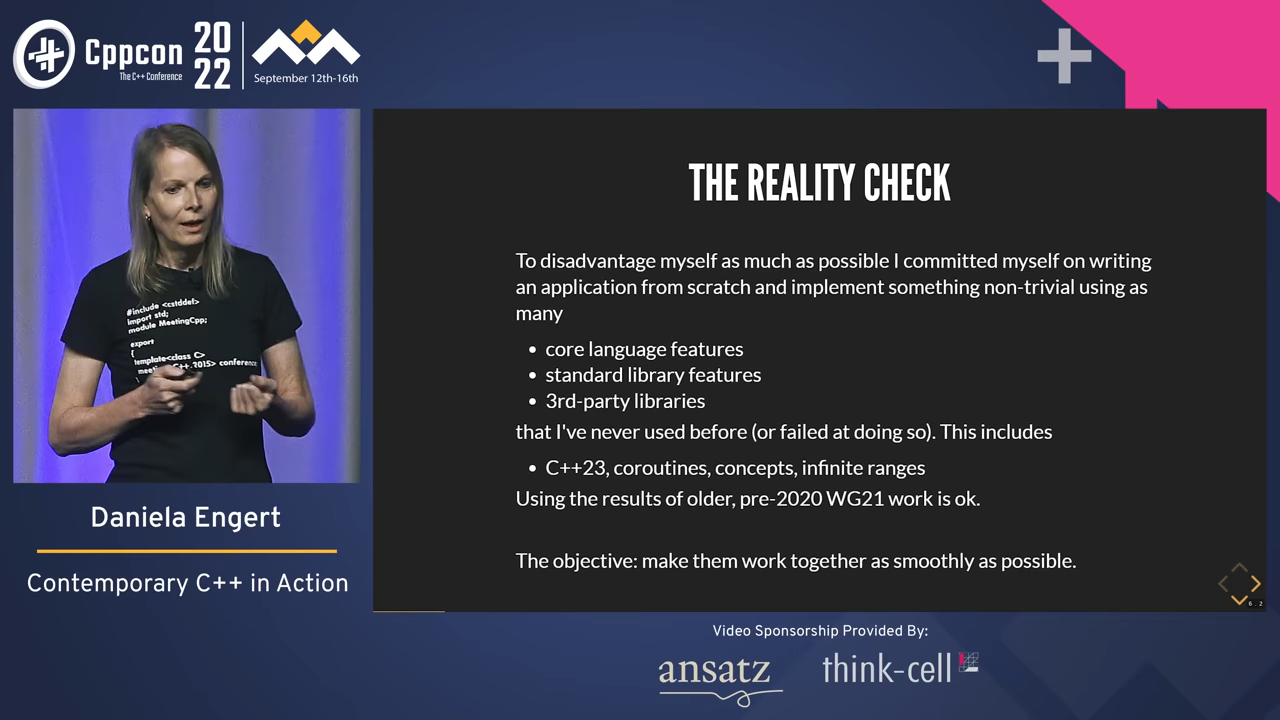 Cppcon
The C++ Conference
20
22
September 12th-16th
#include <cstddef>
import std;
module MeetingCpp;
export
{
template<class C>
conference
THE REALITY CHECK
To disadvantage myself as much as possible I committed myself on writing
an application from scratch and implement something non-trivial using as
many
• core language features
• standard library features
• 3rd-party libraries
that I've never used before (or failed at doing so). This includes
• C++23, coroutines, concepts, infinite ranges
Using the results of older, pre-2020 WG21 work is ok.
The objective: make them work together as smoothly as possible.
6.2
Daniela Engert
Contemporary C++ in Action
Video Sponsorship Provided By:
ansatz
think-cell